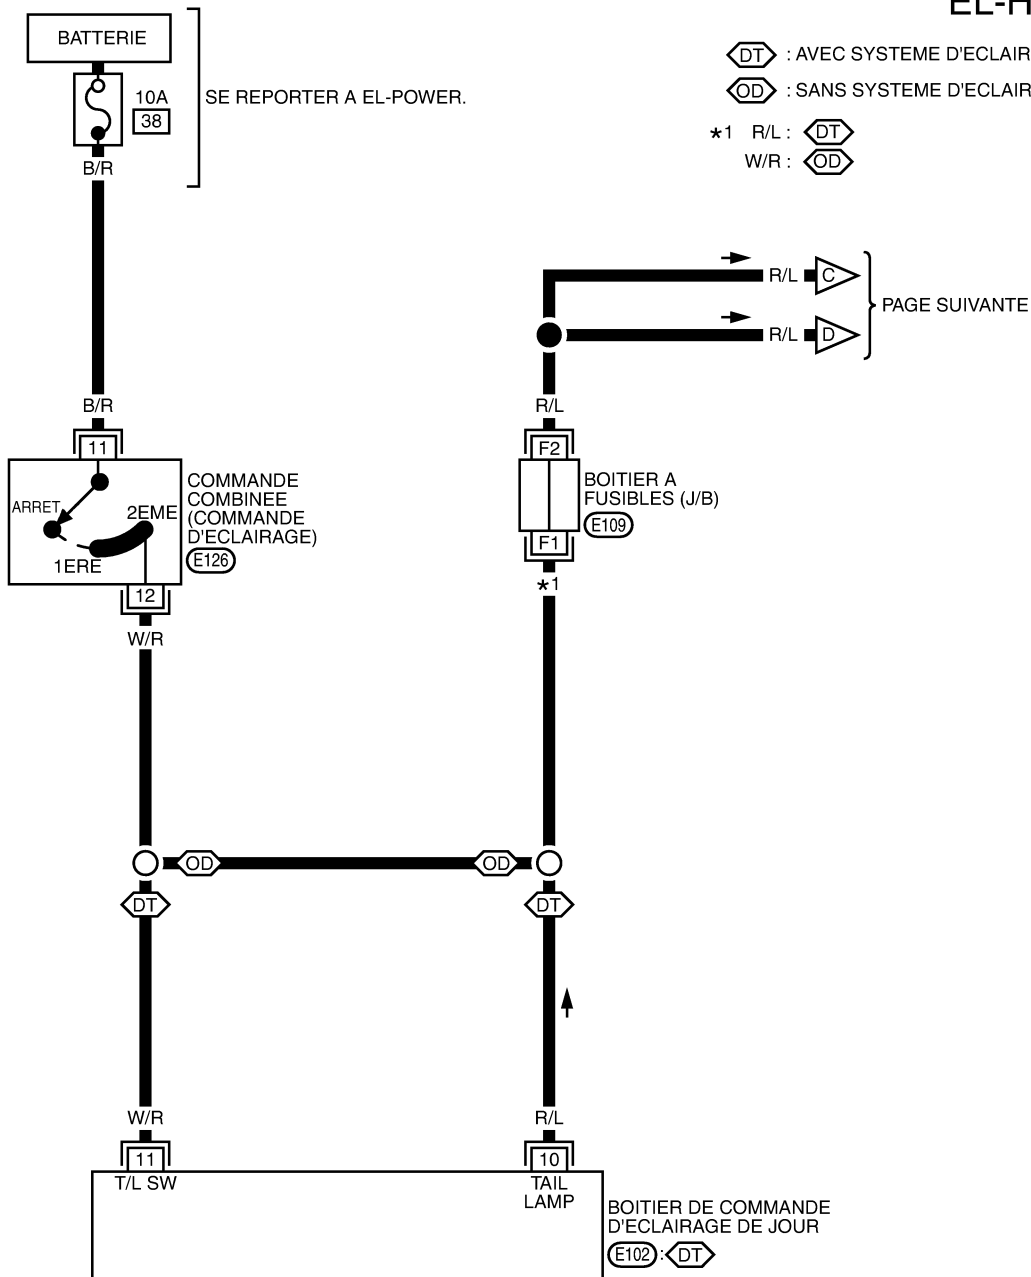 EL-H
BATTERIE
10A
38
SE REPORTER A EL-POWER.
DT : AVEC SYSTEME D'ECLAIR
OD : SANS SYSTEME D'ECLAIR
*1 R/L : DT
W/R : OD
B/R
R/L C
R/L D
PAGE SUIVANTE
B/R
R/L
11
F2
ARRET
2EME
1ERE
COMMANDE
COMBINEE
(COMMANDE
D'ECLAIRAGE)
E126
BOITIER A
FUSIBLES (J/B)
E109
F1
*1
12
W/R
OD
OD
DT
DT
W/R
R/L
11
10
T/L SW
TAIL
LAMP
BOITIER DE COMMANDE
D'ECLAIRAGE DE JOUR
E102 : DT